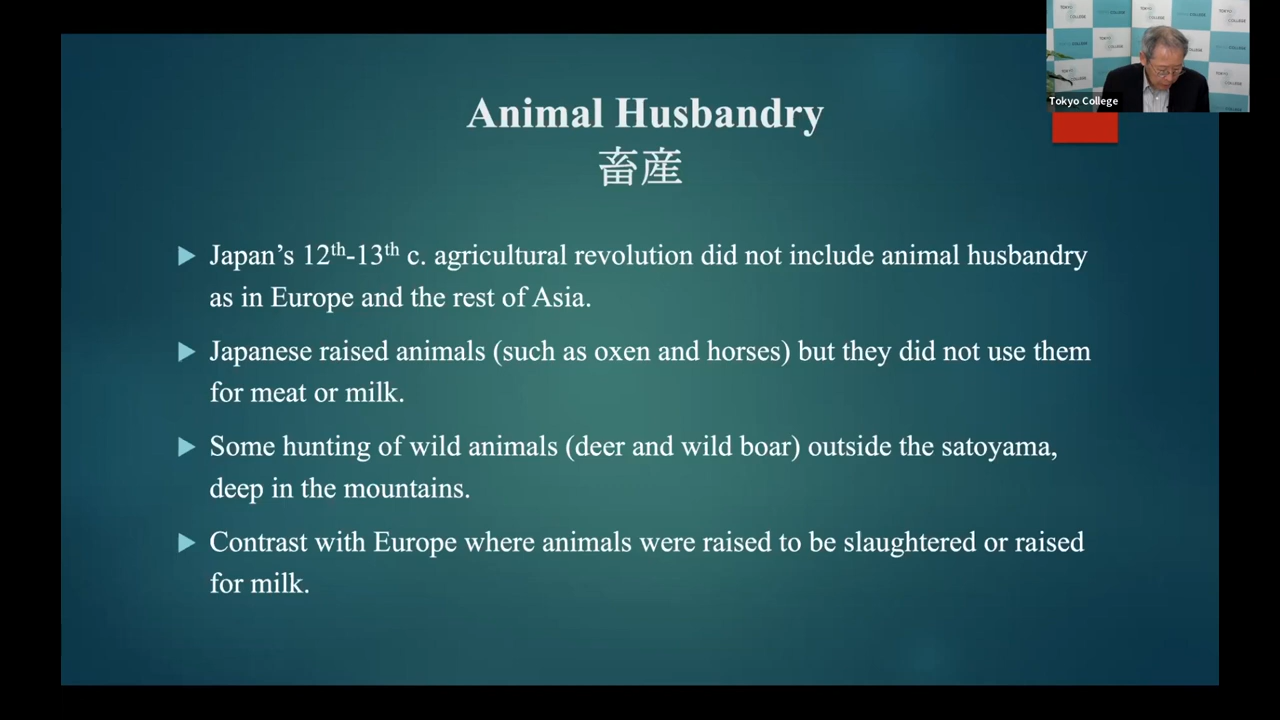 Animal Husbandry
畜産
Japan's 12th-13th c. agricultural revolution did not include animal husbandry
as in Europe and the rest of Asia.
Japanese raised animals (such as oxen and horses) but they did not use them
for meat or milk.
Some hunting of wild animals (deer and wild boar) outside the satoyama,
deep in the mountains.
Contrast with Europe where animals were raised to be slaughtered or raised
for milk.
Tokyo College
TOKYO COLLEGE